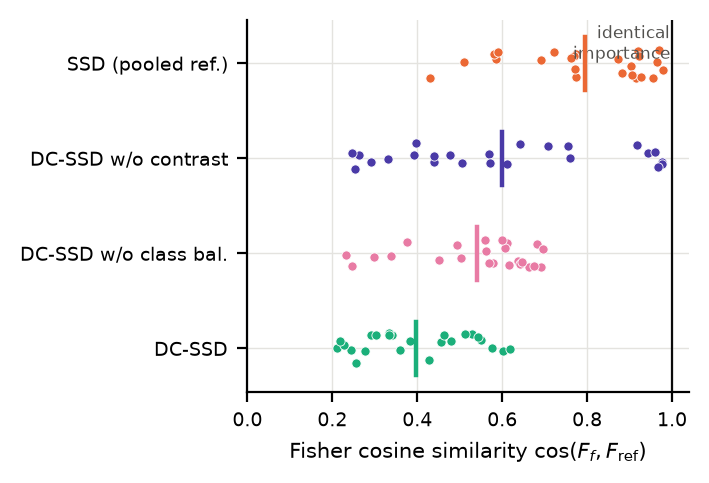 identical
importance
SSD (pooled ref.)
DC-SSD w/o contrast
DC-SSD w/o class bal.
DC-SSD
0.0 0.2 0.4 0.6 0.8 1.0
Fisher cosine similarity cos(F_f, F_ref)